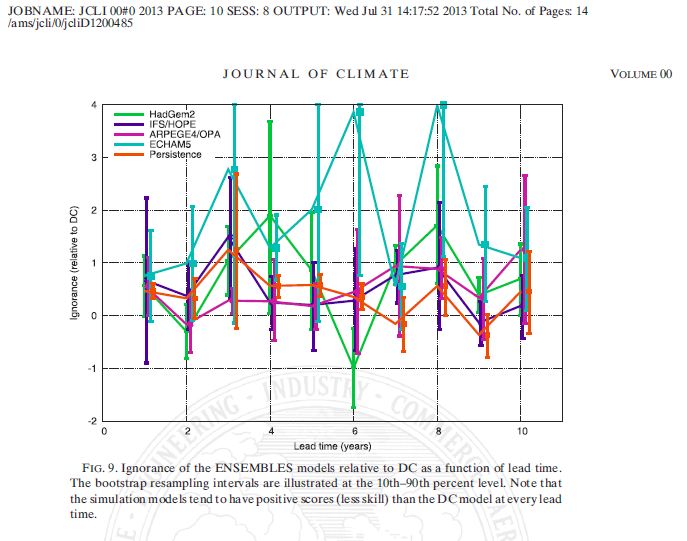 JOBNAME: JCLI 00#0 2013 PAGE: 10 SESS: 8 OUTPUT: Wed Jul 31 14:17:52 2013 Total No. of Pages: 14
/ams/jcli/0/jcliD1200485
JOURNAL OF CLIMATE VOLUME 00
4
3
2
1
0
-1
-2
Ignorance (relative to DC)
HadGem2
IFS/HOPE
ARPEGE4/OPA
ECHAM5
Persistence
0 2 4 6 8 10
Lead time (years)
ENGINEERING · INDUSTRY · COMMERCE
FIG. 9. Ignorance of the ENSEMBLES models relative to DC as a function of lead time.
The bootstrap resampling intervals are illustrated at the 10th–90th percent level. Note that
the simulation models tend to have positive scores (less skill) than the DC model at every lead
time.